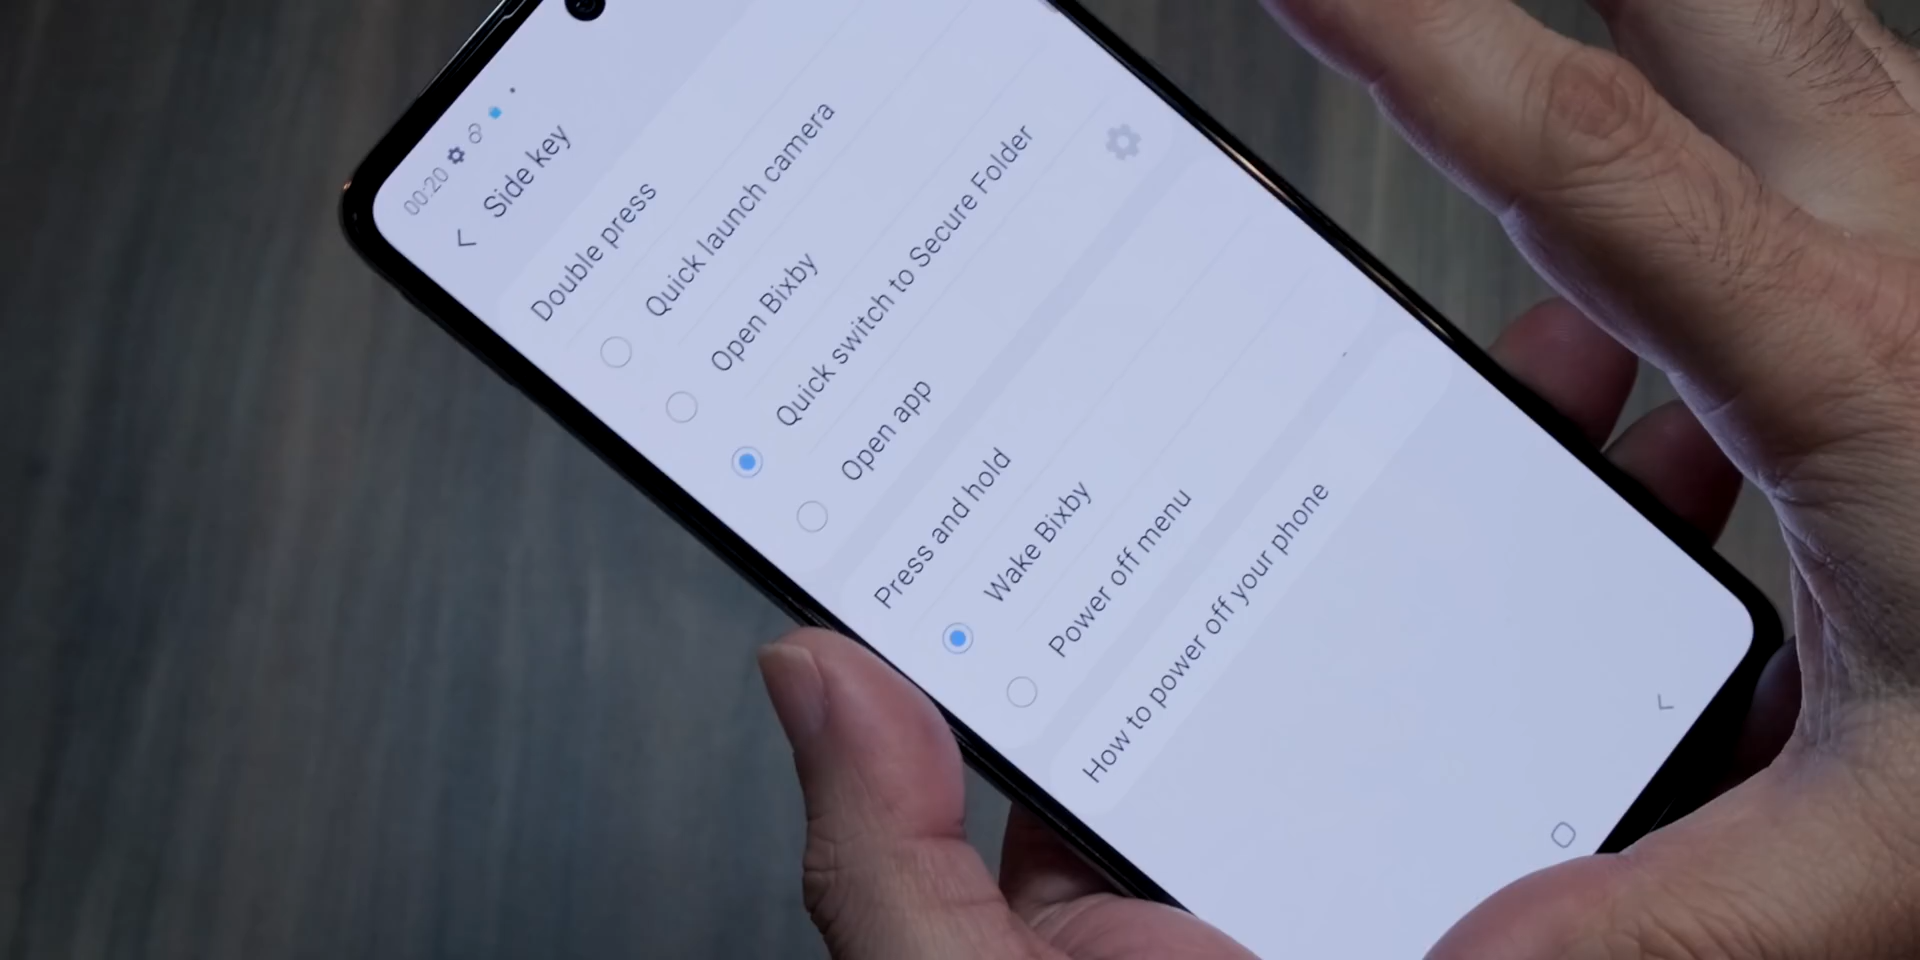 00:20
Side key
Double press
Quick launch camera
Open Bixby
Quick switch to Secure Folder
Open app
Press and hold
Wake Bixby
Power off menu
How to power off your phone